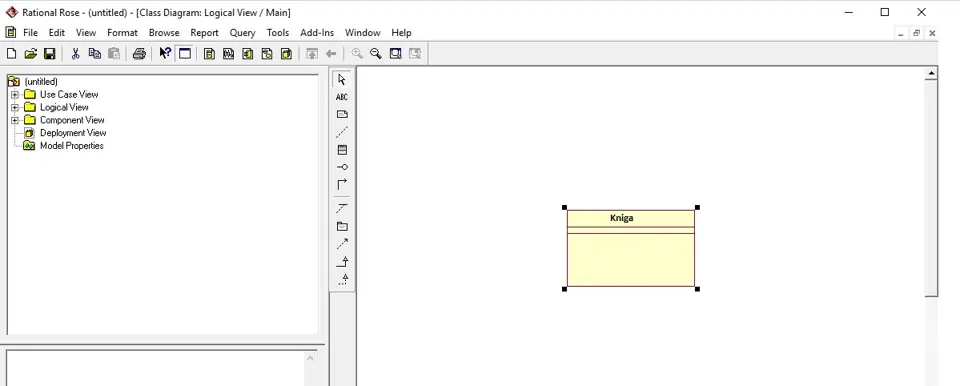 Rational Rose - (untitled) - [Class Diagram: Logical View / Main]
File Edit View Format Browse Report Query Tools Add-Ins Window Help
(untitled)
Use Case View
Logical View
Component View
Deployment View
Model Properties
ABC
Kniga